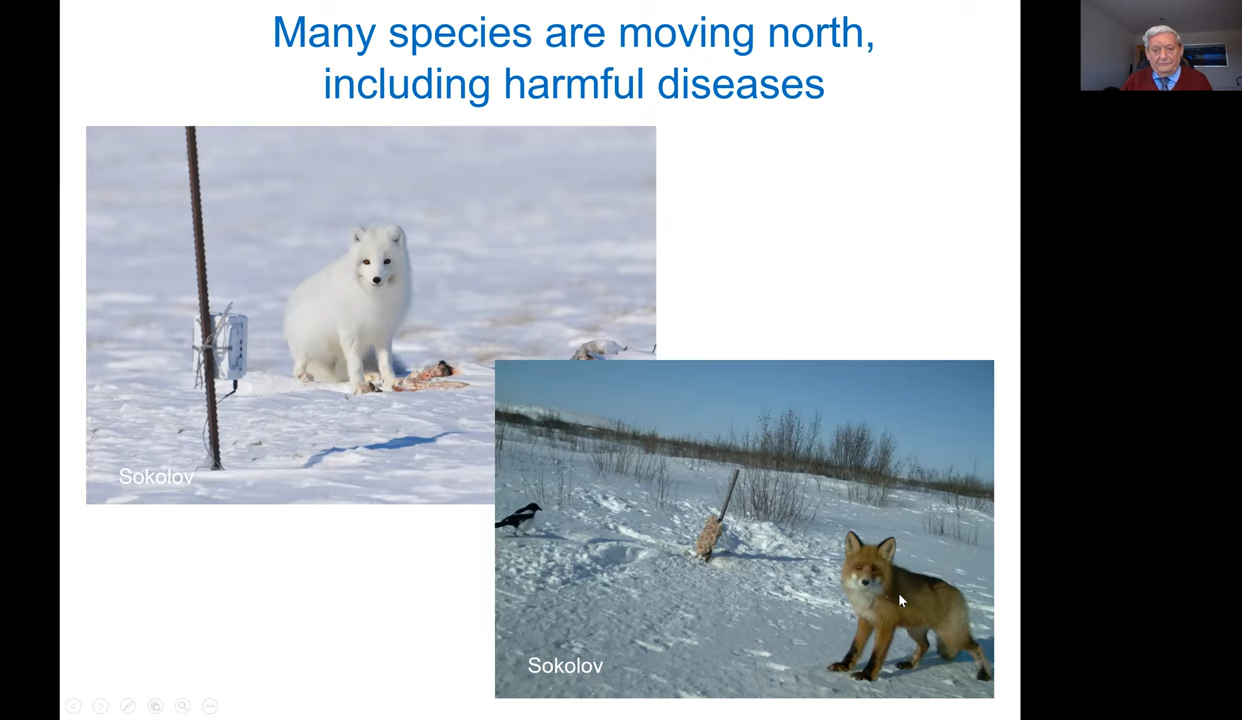 Many species are moving north,
including harmful diseases
Sokolov
Sokolov